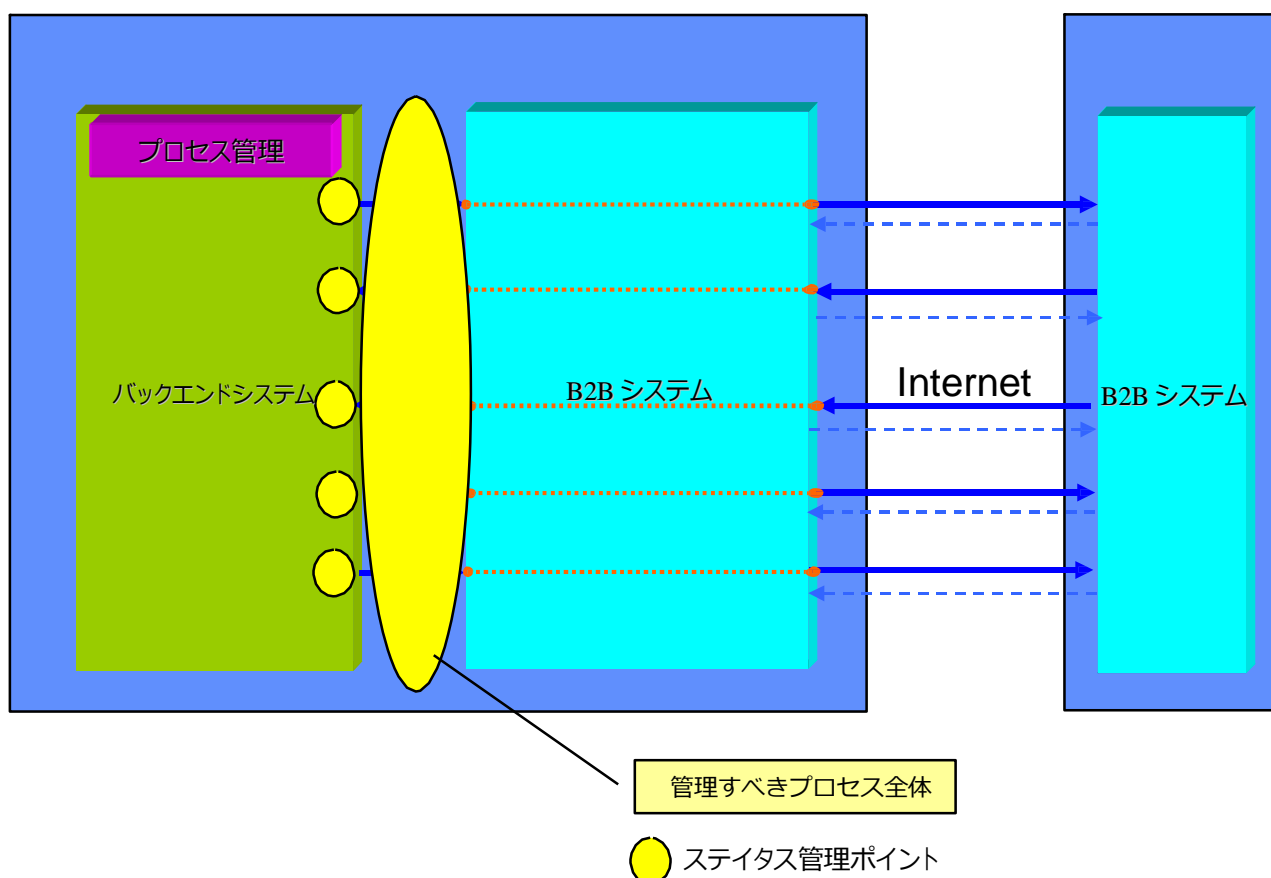 プロセス管理
バックエンドシステム
B2B システム
Internet
B2B システム
管理すべきプロセス全体
ステイタス管理ポイント